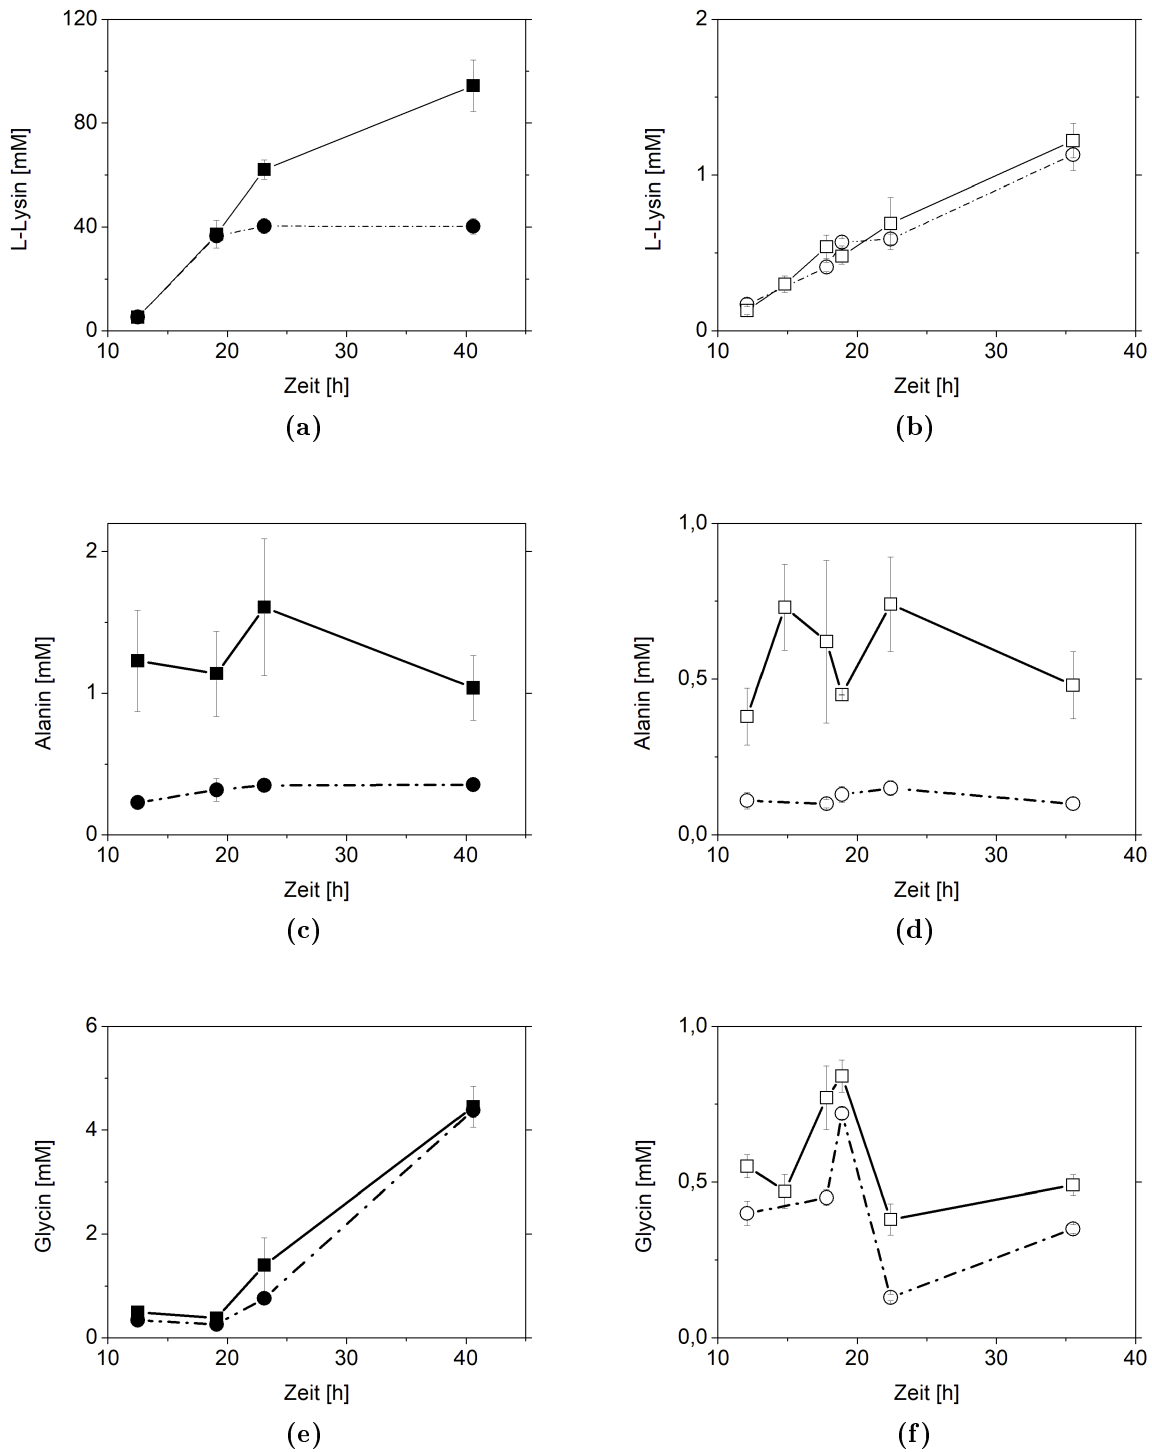 120
80
40
0
L-Lysin [mM]
10 20 30 40
Zeit [h]
(a)
2
1
0
L-Lysin [mM]
10 20 30 40
Zeit [h]
(b)
2
1
0
Alanin [mM]
10 20 30 40
Zeit [h]
(c)
1,0
0,5
0,0
Alanin [mM]
10 20 30 40
Zeit [h]
(d)
6
4
2
0
Glycin [mM]
10 20 30 40
Zeit [h]
(e)
1,0
0,5
0,0
Glycin [mM]
10 20 30 40
Zeit [h]
(f)